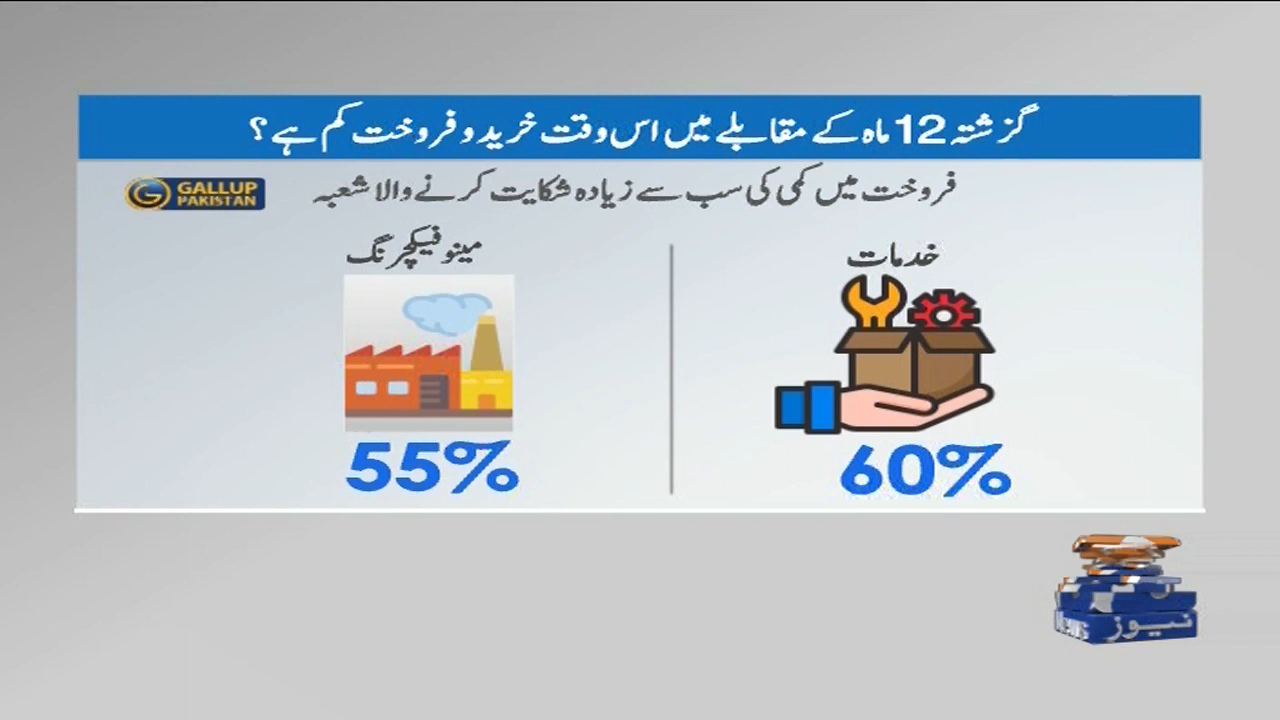 گزشتہ 12 ماہ کے مقابلے میں اس وقت خرید و فروخت کم ہے؟
فروخت میں کمی کی سب سے زیادہ شکایت کرنے والا شعبہ
GALLUP
PAKISTAN
خدمات
مینوفیکچرنگ
60%
55%
نیوز
News